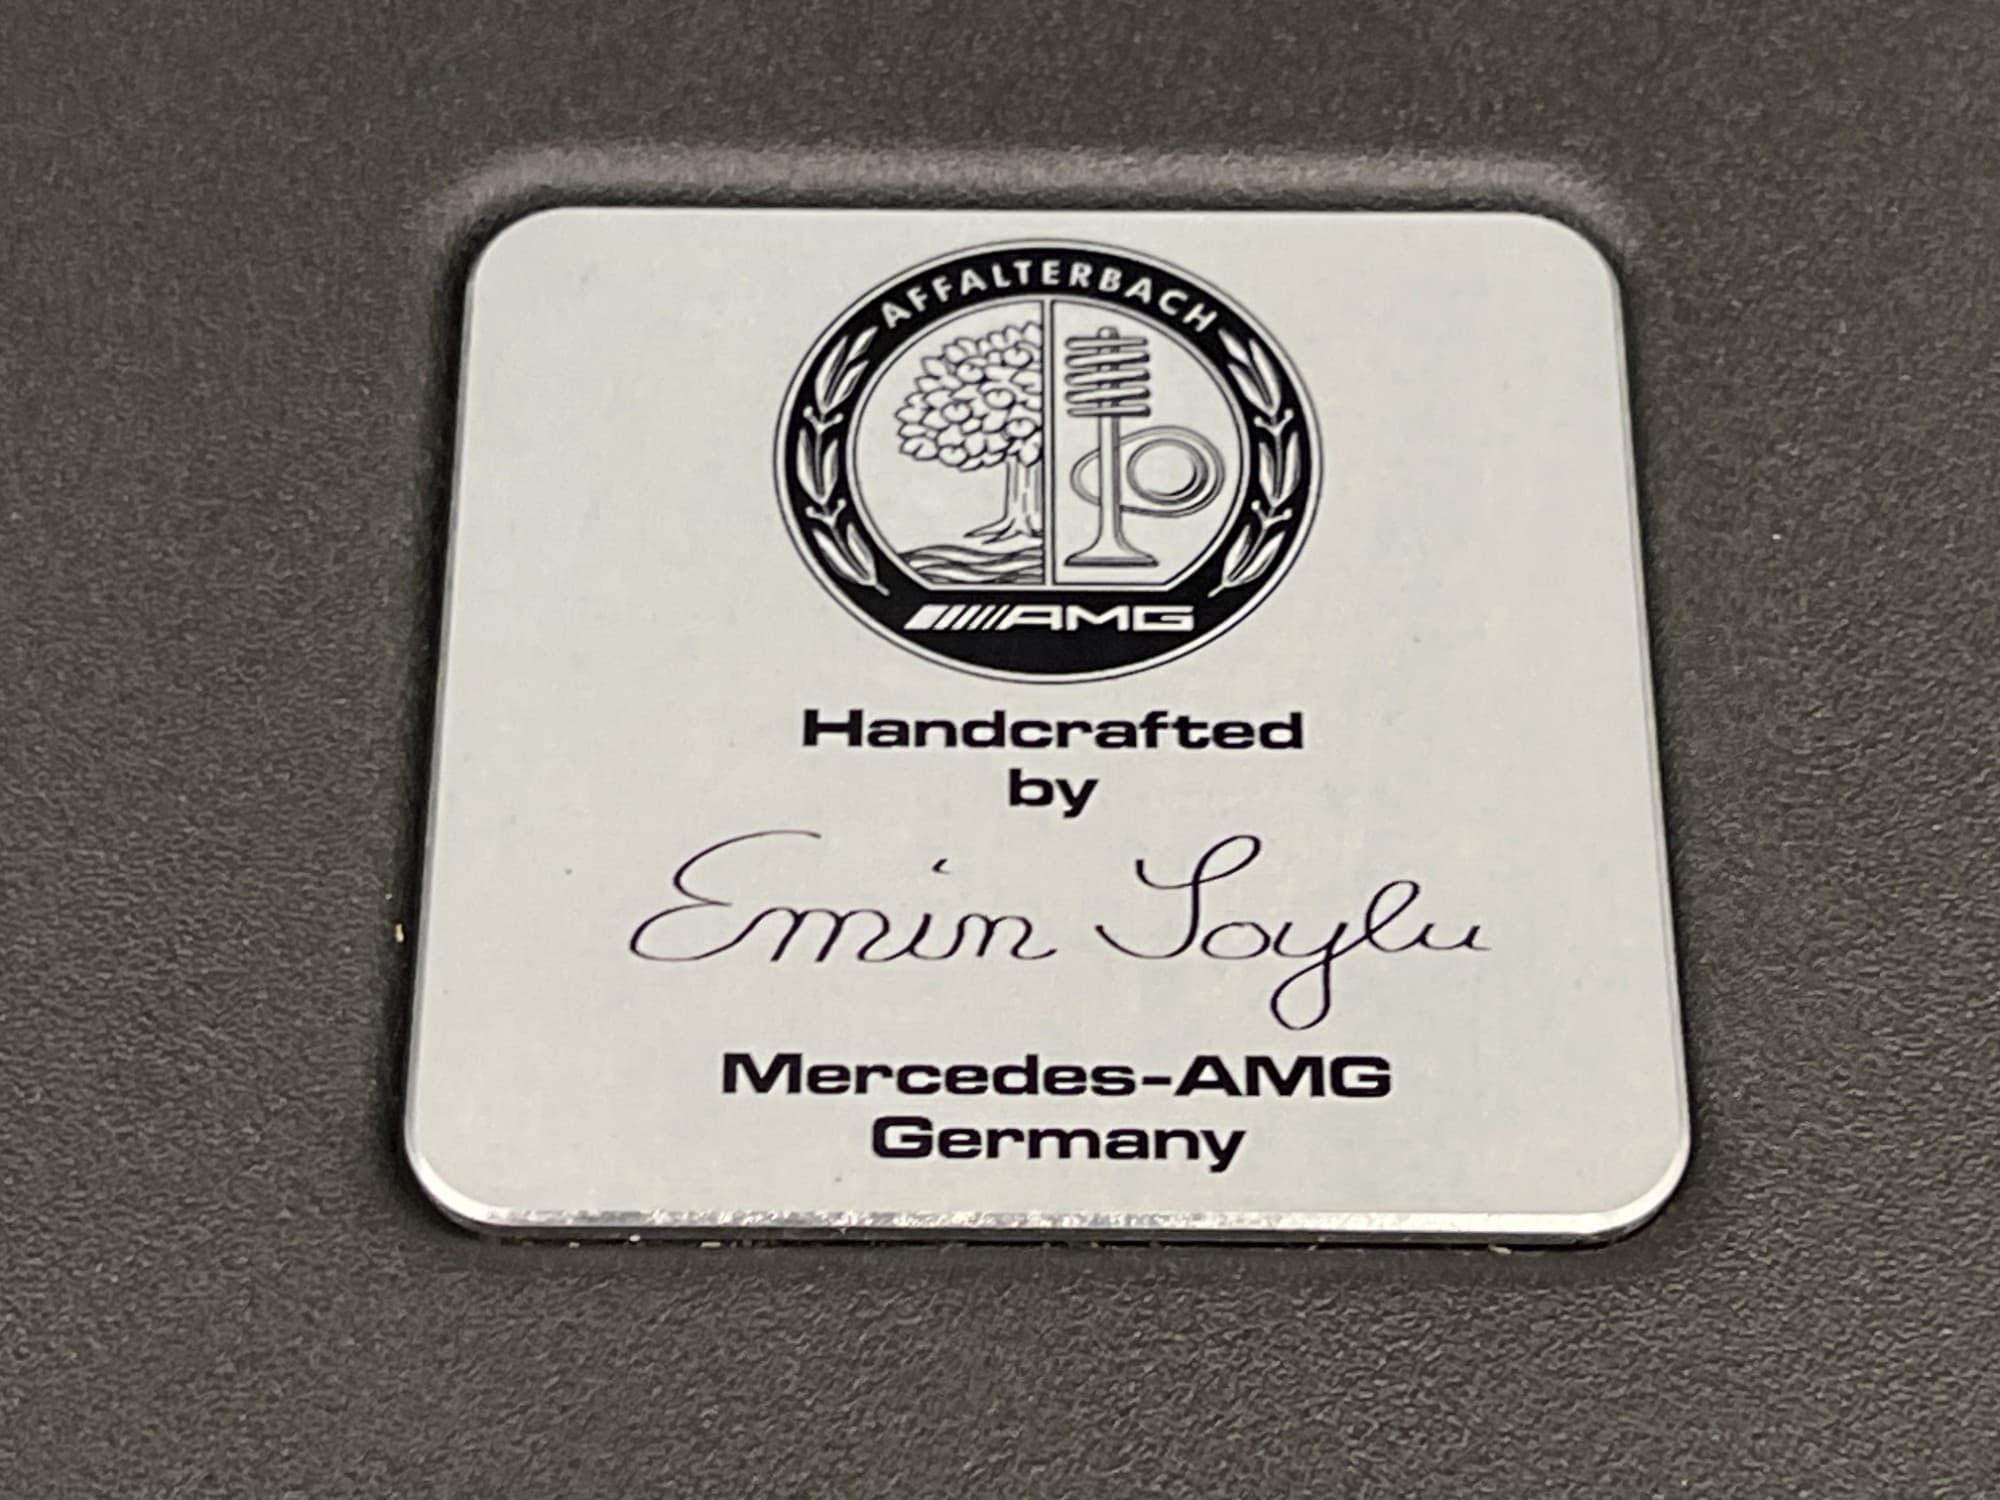 AFFALTERBACH
AMG
Handcrafted
by
Emin Soylu
Mercedes-AMG
Germany